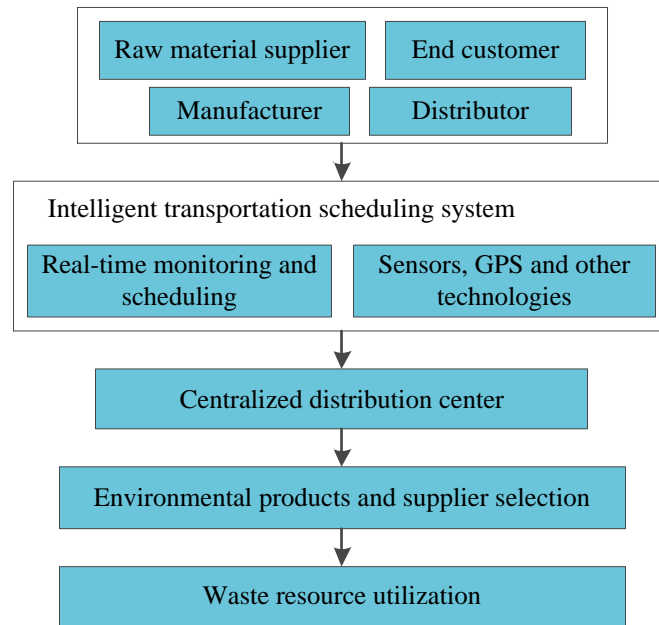 Raw material supplier
End customer
Manufacturer
Distributor
Intelligent transportation scheduling system
Real-time monitoring and
scheduling
Sensors, GPS and other
technologies
Centralized distribution center
Environmental products and supplier selection
Waste resource utilization